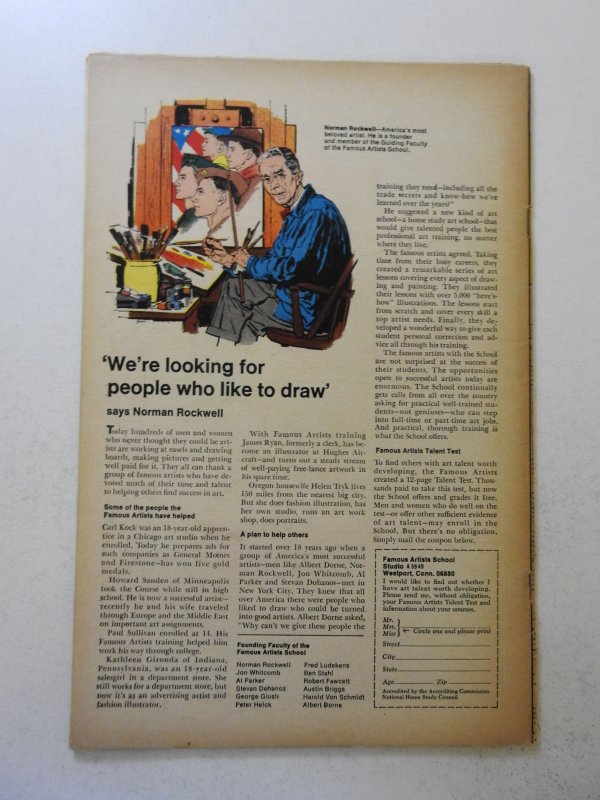 Norman Rockwell—America's most
beloved artist. He is a founder
and member of the Guiding Faculty
of the Famous Artists School.
'We're looking for
people who like to draw'
says Norman Rockwell
Today hundreds of men and women
who never thought they could be art-
ists are working at easels and drawing
boards, making pictures and getting
well paid for it. They all can thank a
group of famous artists who have de-
voted much of their time and talent
to helping others find success in art.
Some of the people the
Famous Artists have helped
Carl Kock was an 18-year-old appren-
tice in a Chicago art studio when he
enrolled. Today he prepares ads for
such companies as General Motors
and Firestone—has won five gold
medals.
Howard Sanden of Minneapolis
took the Course while still in high
school. He is now a successful artist—
recently he and his wife traveled
through Europe and the Middle East
on important art assignments.
Paul Sullivan enrolled at 14. His
Famous Artists training helped him
work his way through college.
Kathleen Gironda of Indiana,
Pennsylvania, was an 18-year-old
salesgirl in a department store. She
still works for a department store, but
now it's as an advertising artist and
fashion illustrator.
With Famous Artists training
James Ryan, formerly a clerk, has be-
come an illustrator at Hughes Air-
craft—and turns out a steady stream
of well-paying free-lance artwork in
his spare time.
Oregon housewife Helen Tryk lives
150 miles from the nearest big city.
But she does fashion illustration, has
her own studio, runs an art work
shop, does portraits.
A plan to help others
It started over 18 years ago when a
group of America's most successful
artists—men like Albert Dorne, Nor-
man Rockwell, Jon Whitcomb, Al
Parker and Stevan Dohanos—met in
New York City. They knew that all
over America there were people who
liked to draw who could be turned
into good artists. Albert Dorne asked,
"Why can't we give these people the
Founding Faculty of the
Famous Artists School
Norman Rockwell
Jon Whitcomb
Al Parker
Stevan Dohanos
George Giusti
Peter Helck
Fred Ludekens
Ben Stahl
Robert Fawcett
Austin Briggs
Harold Von Schmidt
Albert Dorne
training they need—including all the
trade secrets and know-how we've
learned over the years?"
He suggested a new kind of art
school—a home study art school—that
would give talented people the best
professional art training, no matter
where they live.
The famous artists agreed. Taking
time from their busy careers, they
created a remarkable series of art
lessons covering every aspect of draw-
ing and painting. They illustrated
their lessons with over 5,000 "here's
how" illustrations. The lessons start
from scratch and cover every skill a
top artist needs. Finally, they de-
veloped a wonderful way to give each
student personal correction and ad-
vice all through his training.
The famous artists with the School
are not surprised at the success of
their students. The opportunities
open to successful artists today are
enormous. The School continually
gets calls from all over the country
asking for practical well-trained stu-
dents—not geniuses—who can step
into full-time or part-time art jobs.
And practical, thorough training is
what the School offers.
Famous Artists Talent Test
To find others with art talent worth
developing, the Famous Artists
created a 12-page Talent Test. Thou-
sands paid to take this test, but now
the School offers and grades it free.
Men and women who do well on the
test—or offer other sufficient evidence
of art talent—may enroll in the
School. But there's no obligation.
Simply mail the coupon below.
Famous Artists School
Studio A5949
Westport, Conn. 06880
I would like to find out whether I
have art talent worth developing.
Please send me, without obligation,
your Famous Artists Talent Test and
information about your courses.
Mr.
Mrs.
Miss
Circle one and please print
Street
City
State
Age Zip
Accredited by the Accrediting Commission
National Home Study Council